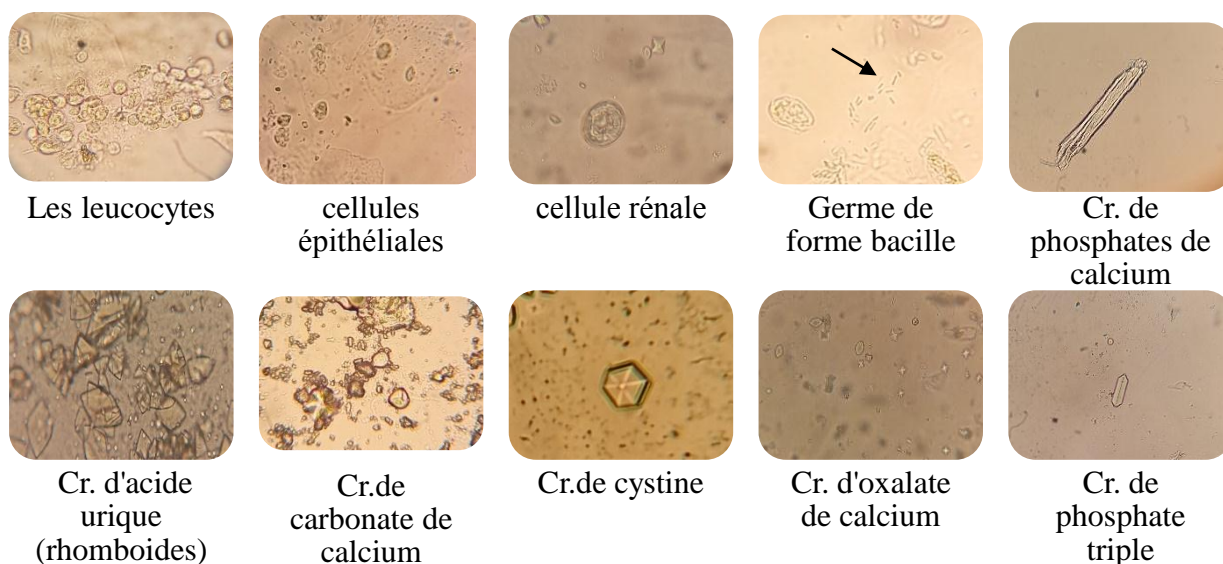 Les leucocytes
cellules
épithéliales
cellule rénale
Germe de
forme bacille
Cr. de
phosphates de
calcium
Cr. d'acide
urique
(rhomboides)
Cr.de
carbonate de
calcium
Cr.de cystine
Cr. d'oxalate
de calcium
Cr. de
phosphate
triple